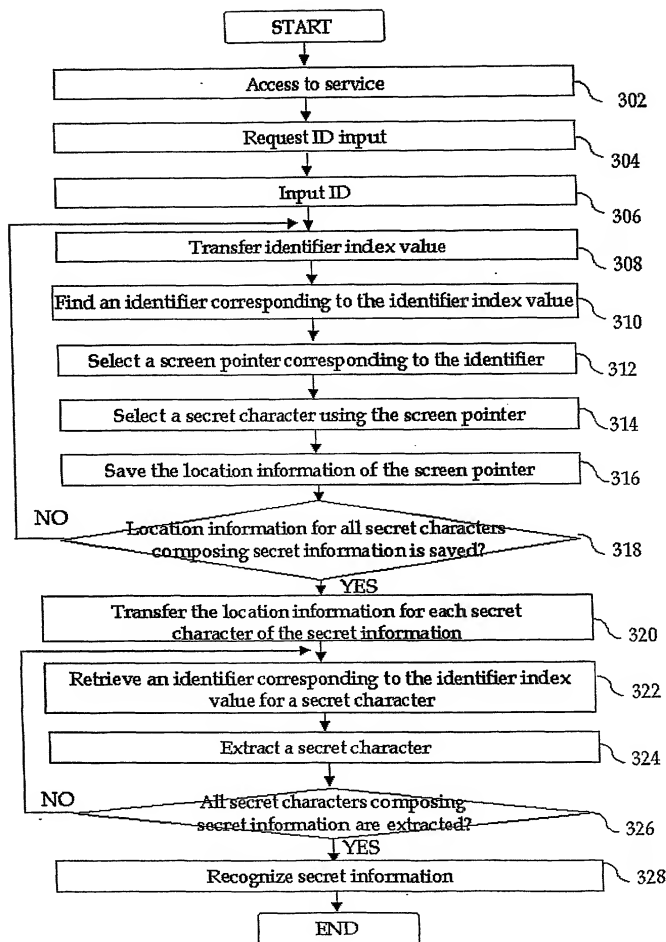 START
Access to service
302
Request ID input
304
Input ID
306
Transfer identifier index value
308
Find an identifier corresponding to the identifier index value
310
Select a screen pointer corresponding to the identifier
312
Select a secret character using the screen pointer
314
Save the location information of the screen pointer
316
NO
Location information for all secret characters
composing secret information is saved?
318
YES
Transfer the location information for each secret
character of the secret information
320
Retrieve an identifier corresponding to the identifier index
value for a secret character
322
Extract a secret character
324
NO
All secret characters composing
secret information are extracted?
326
YES
Recognize secret information
328
END